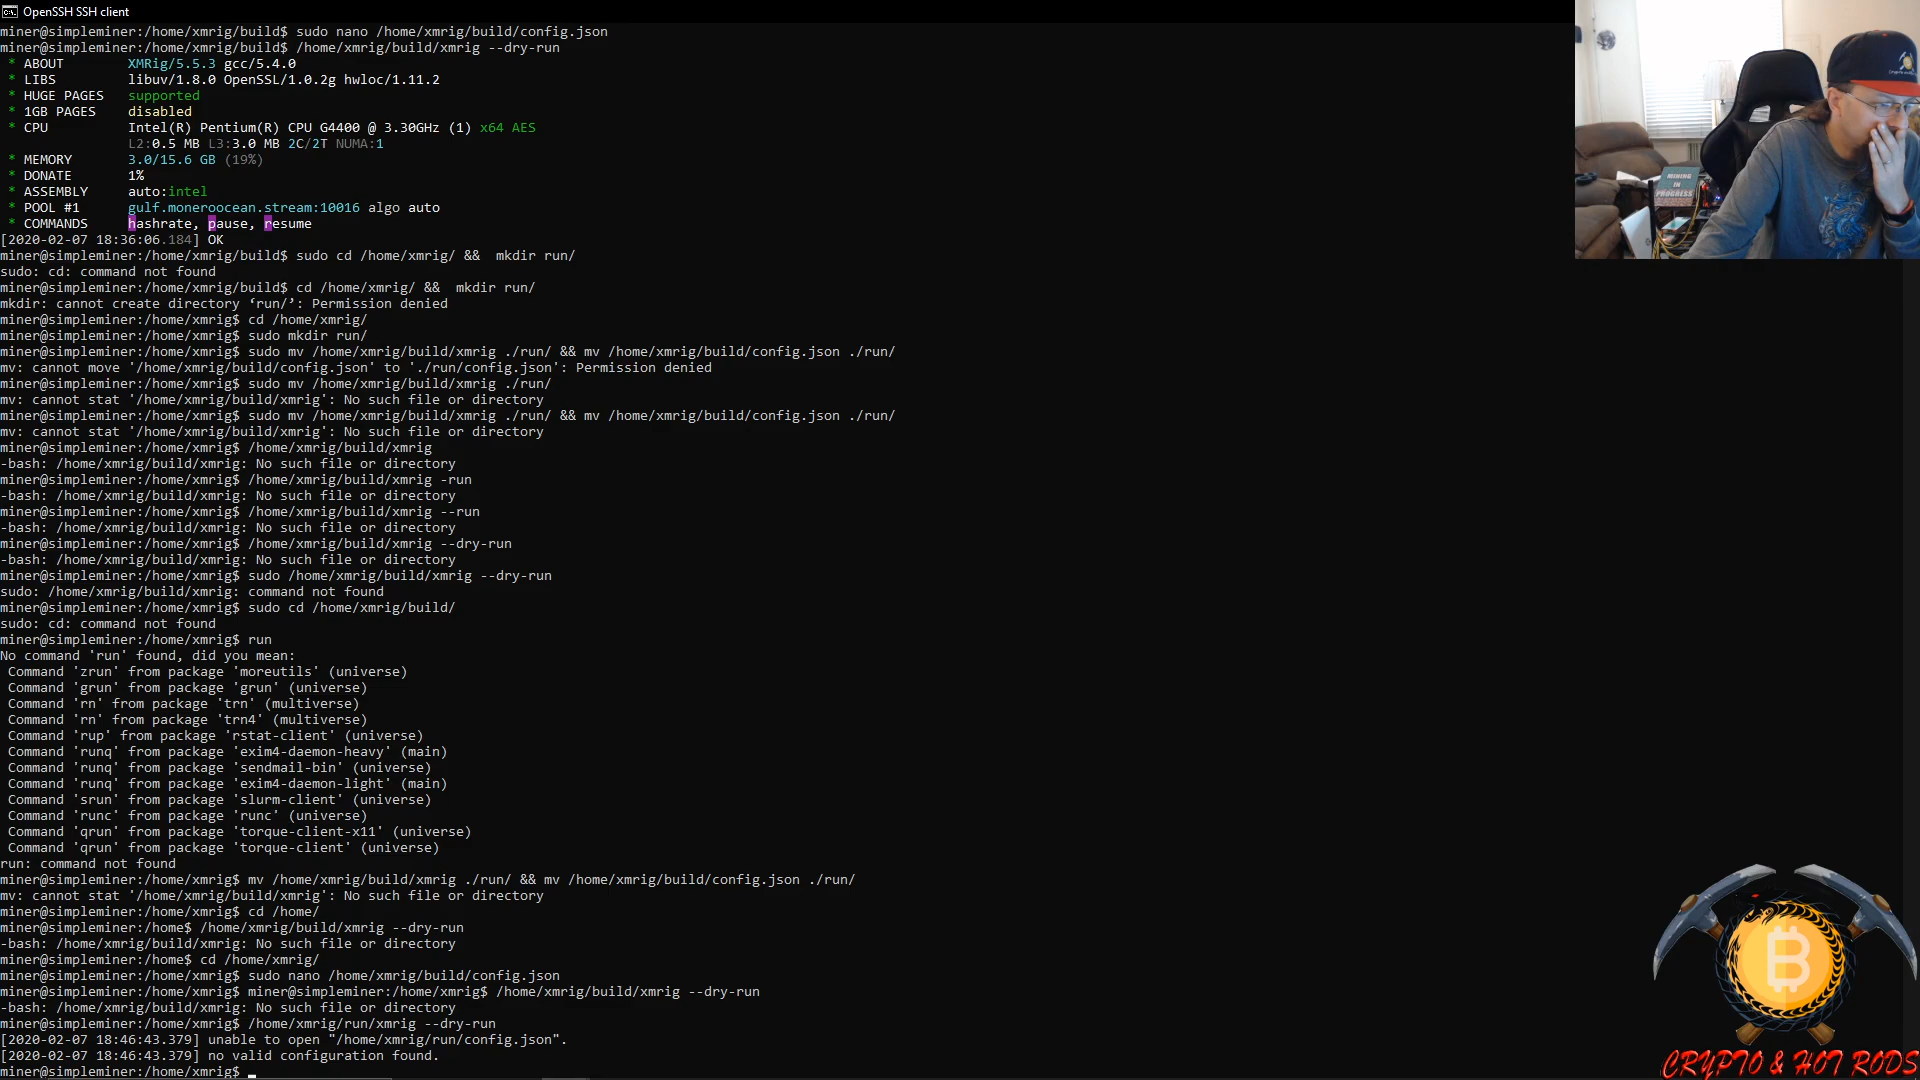 OpenSSH SSH client
miner@simpleminer:/home/xmrig/build$ sudo nano /home/xmrig/build/config.json
miner@simpleminer:/home/xmrig/build$ /home/xmrig/build/xmrig --dry-run
* ABOUT XMRig/5.5.3 gcc/5.4.0
* LIBS libuv/1.8.0 OpenSSL/1.0.2g hwloc/1.11.2
* HUGE PAGES supported
* 1GB PAGES disabled
* CPU Intel(R) Pentium(R) CPU G4400 @ 3.30GHz (1) x64 AES
L2:0.5 MB L3:3.0 MB 2C/2T NUMA:1
* MEMORY 3.0/15.6 GB (19%)
* DONATE 1%
* ASSEMBLY auto:intel
* POOL #1 gulf.moneroocean.stream:10016 algo auto
* COMMANDS hashrate, pause, resume
[2020-02-07 18:36:06.184] OK
miner@simpleminer:/home/xmrig/build$ sudo cd /home/xmrig/ &&  mkdir run/
sudo: cd: command not found
miner@simpleminer:/home/xmrig/build$ cd /home/xmrig/ &&  mkdir run/
mkdir: cannot create directory ‘run/’: Permission denied
miner@simpleminer:/home/xmrig$ cd /home/xmrig/
miner@simpleminer:/home/xmrig$ sudo mkdir run/
miner@simpleminer:/home/xmrig$ sudo mv /home/xmrig/build/xmrig ./run/ && mv /home/xmrig/build/config.json ./run/
mv: cannot move '/home/xmrig/build/config.json' to './run/config.json': Permission denied
miner@simpleminer:/home/xmrig$ sudo mv /home/xmrig/build/xmrig ./run/
mv: cannot stat '/home/xmrig/build/xmrig': No such file or directory
miner@simpleminer:/home/xmrig$ sudo mv /home/xmrig/build/xmrig ./run/ && mv /home/xmrig/build/config.json ./run/
mv: cannot stat '/home/xmrig/build/xmrig': No such file or directory
miner@simpleminer:/home/xmrig$ /home/xmrig/build/xmrig
-bash: /home/xmrig/build/xmrig: No such file or directory
miner@simpleminer:/home/xmrig$ /home/xmrig/build/xmrig -run
-bash: /home/xmrig/build/xmrig: No such file or directory
miner@simpleminer:/home/xmrig$ /home/xmrig/build/xmrig --run
-bash: /home/xmrig/build/xmrig: No such file or directory
miner@simpleminer:/home/xmrig$ /home/xmrig/build/xmrig --dry-run
-bash: /home/xmrig/build/xmrig: No such file or directory
miner@simpleminer:/home/xmrig$ sudo /home/xmrig/build/xmrig --dry-run
sudo: /home/xmrig/build/xmrig: command not found
miner@simpleminer:/home/xmrig$ sudo cd /home/xmrig/build/
sudo: cd: command not found
miner@simpleminer:/home/xmrig$ run
No command 'run' found, did you mean:
Command 'zrun' from package 'moreutils' (universe)
Command 'grun' from package 'grun' (universe)
Command 'rn' from package 'trn' (multiverse)
Command 'rn' from package 'trn4' (multiverse)
Command 'rup' from package 'rstat-client' (universe)
Command 'runq' from package 'exim4-daemon-heavy' (main)
Command 'runq' from package 'sendmail-bin' (universe)
Command 'runq' from package 'exim4-daemon-light' (main)
Command 'srun' from package 'slurm-client' (universe)
Command 'runc' from package 'runc' (universe)
Command 'qrun' from package 'torque-client-x11' (universe)
Command 'qrun' from package 'torque-client' (universe)
run: command not found
miner@simpleminer:/home/xmrig$ mv /home/xmrig/build/xmrig ./run/ && mv /home/xmrig/build/config.json ./run/
mv: cannot stat '/home/xmrig/build/xmrig': No such file or directory
miner@simpleminer:/home/xmrig$ cd /home/
miner@simpleminer:/home$ /home/xmrig/build/xmrig --dry-run
-bash: /home/xmrig/build/xmrig: No such file or directory
miner@simpleminer:/home$ cd /home/xmrig/
miner@simpleminer:/home/xmrig$ sudo nano /home/xmrig/build/config.json
miner@simpleminer:/home/xmrig$ miner@simpleminer:/home/xmrig$ /home/xmrig/build/xmrig --dry-run
-bash: /home/xmrig/build/xmrig: No such file or directory
miner@simpleminer:/home/xmrig$ /home/xmrig/run/xmrig --dry-run
[2020-02-07 18:46:43.379] unable to open "/home/xmrig/run/config.json".
[2020-02-07 18:46:43.379] no valid configuration found.
miner@simpleminer:/home/xmrig$
MINING
IN
PROGRESS
CRYPTO & HOT RODS